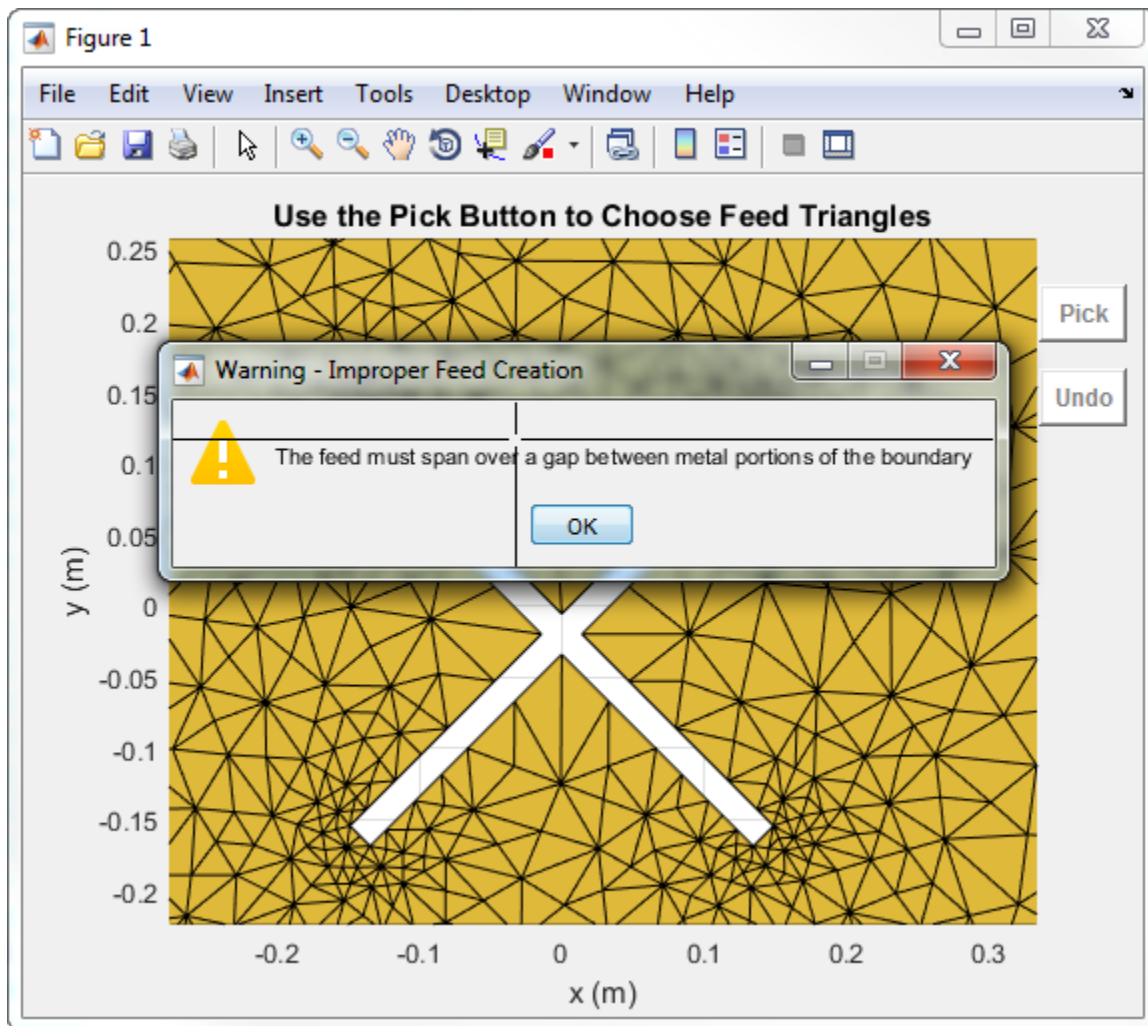 Figure 1
File Edit View Insert Tools Desktop Window Help
Use the Pick Button to Choose Feed Triangles
0.25
0.2
0.15
0.1
0.05
0
-0.05
-0.1
-0.15
-0.2
y (m)
Pick
Undo
Warning - Improper Feed Creation
The feed must span over a gap between metal portions of the boundary
OK
-0.2 -0.1 0 0.1 0.2 0.3
x (m)